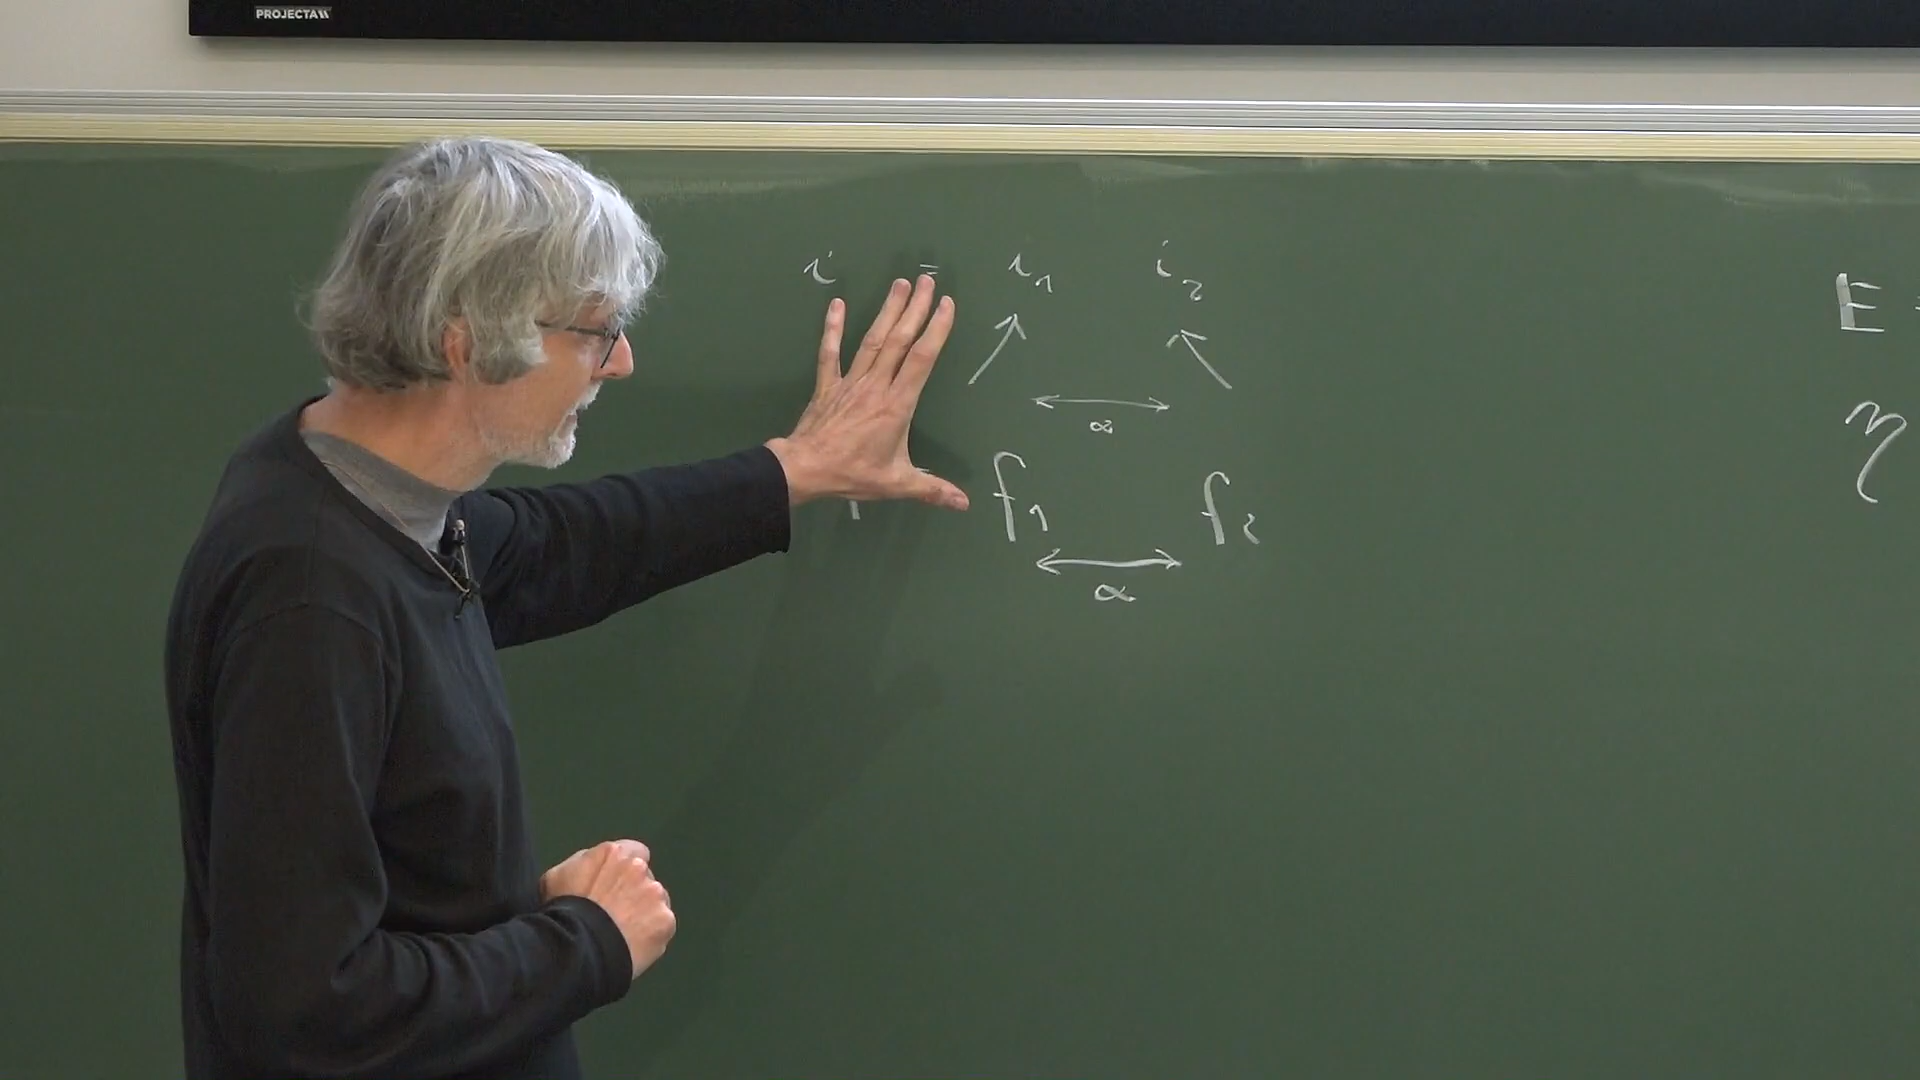 PROJECTA
i = i₁ i₂
E =
α
η
f₁ f₂
α